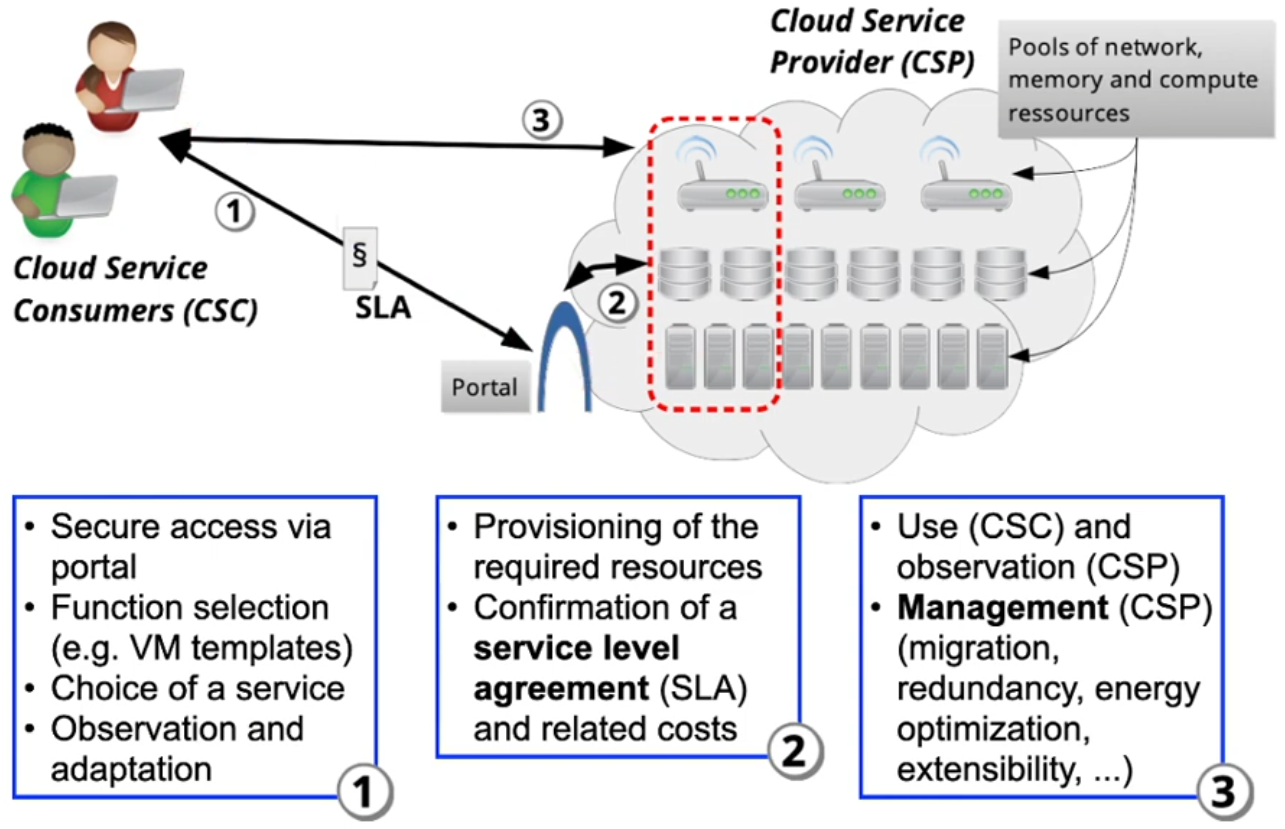 Cloud Service
Provider (CSP)
Pools of network,
memory and compute
ressources
3
1
§
SLA
Cloud Service
Consumers (CSC)
2
Portal
• Secure access via
portal
• Function selection
(e.g. VM templates)
• Choice of a service
• Observation and
adaptation
1
• Provisioning of the
required resources
• Confirmation of a
service level
agreement (SLA)
and related costs
2
• Use (CSC) and
observation (CSP)
• Management (CSP)
(migration,
redundancy, energy
optimization,
extensibility, ...)
3